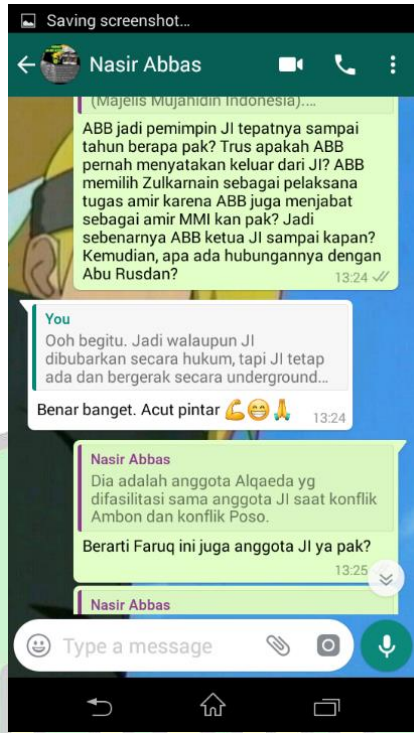 Saving screenshot...
Nasir Abbas
(Majelis Mujahidin Indonesia)....
ABB jadi pemimpin JI tepatnya sampai
tahun berapa pak? Trus apakah ABB
pernah menyatakan keluar dari JI? ABB
memilih Zulkarnain sebagai pelaksana
tugas amir karena ABB juga menjabat
sebagai amir MMI kan pak? Jadi
sebenarnya ABB ketua JI sampai kapan?
Kemudian, apa ada hubungannya dengan
Abu Rusdan?
13:24
You
Ooh begitu. Jadi walaupun JI
dibubarkan secara hukum, tapi JI tetap
ada dan bergerak secara underground...
Benar banget. Acut pintar 💪😁🙏
13:24
Nasir Abbas
Dia adalah anggota Alqaeda yg
difasilitasi sama anggota JI saat konflik
Ambon dan konflik Poso.
Berarti Faruq ini juga anggota JI ya pak?
13:25
Nasir Abbas
Type a message